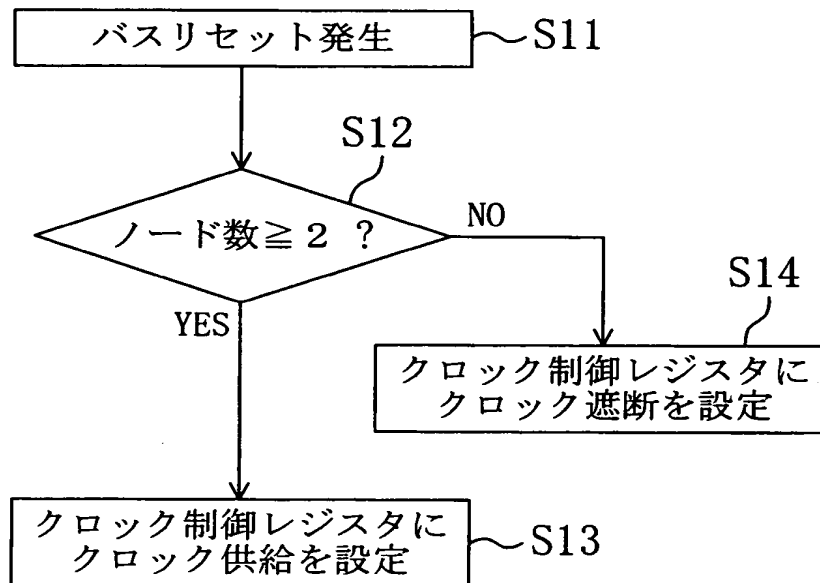 バスリセット発生
S11
S12
ノード数≧2 ?
NO
YES
S14
クロック制御レジスタに
クロック遮断を設定
クロック制御レジスタに
クロック供給を設定
S13